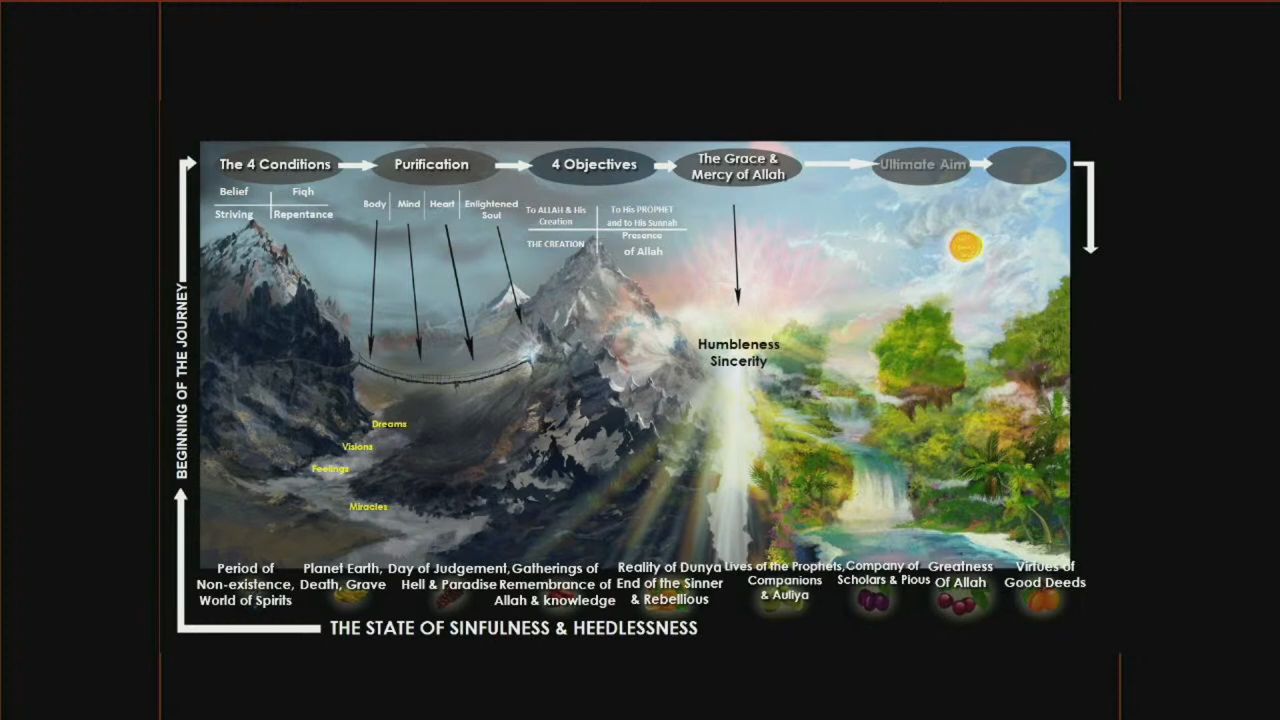 The 4 Conditions
Purification
4 Objectives
The Grace &
Mercy of Allah
Ultimate Aim
Belief
Fiqh
Striving
Repentance
Body
Mind
Heart
Enlightened
Soul
To ALLAH & His
Creation
To His PROPHET
and to His Sunnah
THE CREATION
Presence
of Allah
Humbleness
Sincerity
BEGINNING OF THE JOURNEY
Dreams
Visions
Feelings
Miracles
Period of
Non-existence,
World of Spirits
Planet Earth,
Death, Grave
Day of Judgement,
Hell & Paradise
Gatherings of
Remembrance of
Allah & knowledge
Reality of Dunya
End of the Sinner
& Rebellious
Lives of the Prophets,
Companions
& Auliya
Company of
Scholars & Pious
Greatness
Of Allah
Virtues of
Good Deeds
THE STATE OF SINFULNESS & HEEDLESSNESS